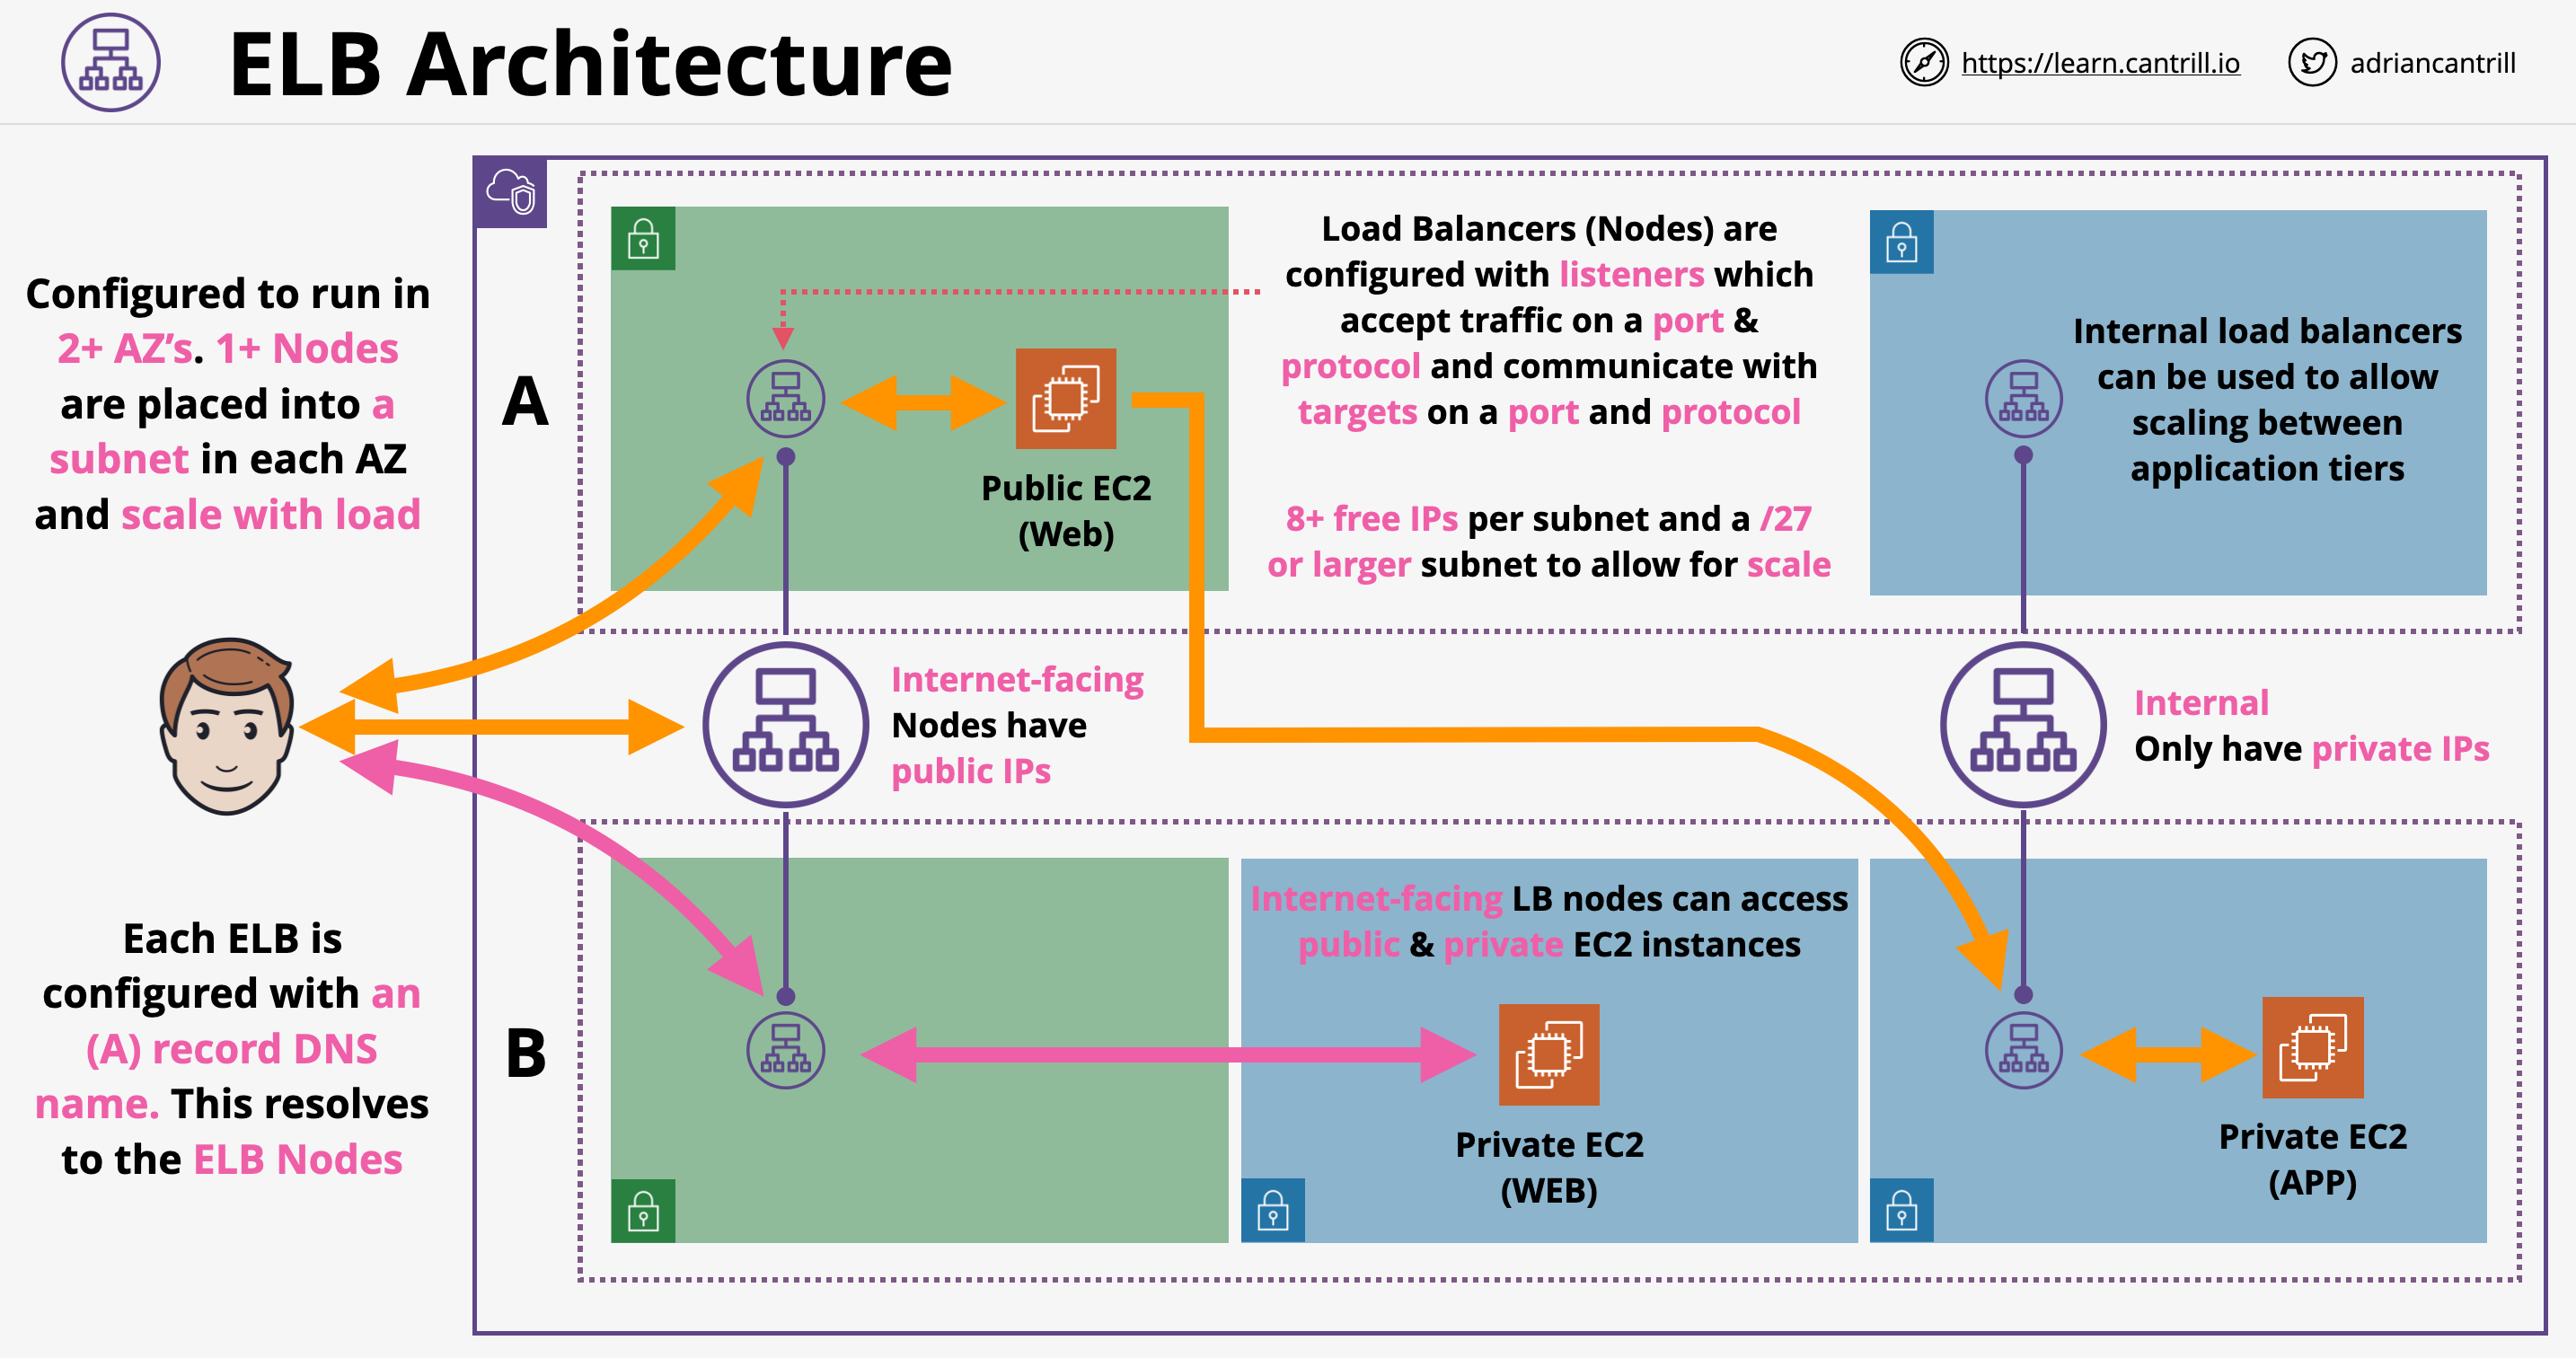 ELB Architecture
https://learn.cantrill.io
adriancantrill
Configured to run in
2+ AZ’s. 1+ Nodes
are placed into a
subnet in each AZ
and scale with load
A
Public EC2
(Web)
Load Balancers (Nodes) are
configured with listeners which
accept traffic on a port &
protocol and communicate with
targets on a port and protocol
8+ free IPs per subnet and a /27
or larger subnet to allow for scale
Internal load balancers
can be used to allow
scaling between
application tiers
Internet-facing
Nodes have
public IPs
Internal
Only have private IPs
Each ELB is
configured with an
(A) record DNS
name. This resolves
to the ELB Nodes
B
Internet-facing LB nodes can access
public & private EC2 instances
Private EC2
(WEB)
Private EC2
(APP)